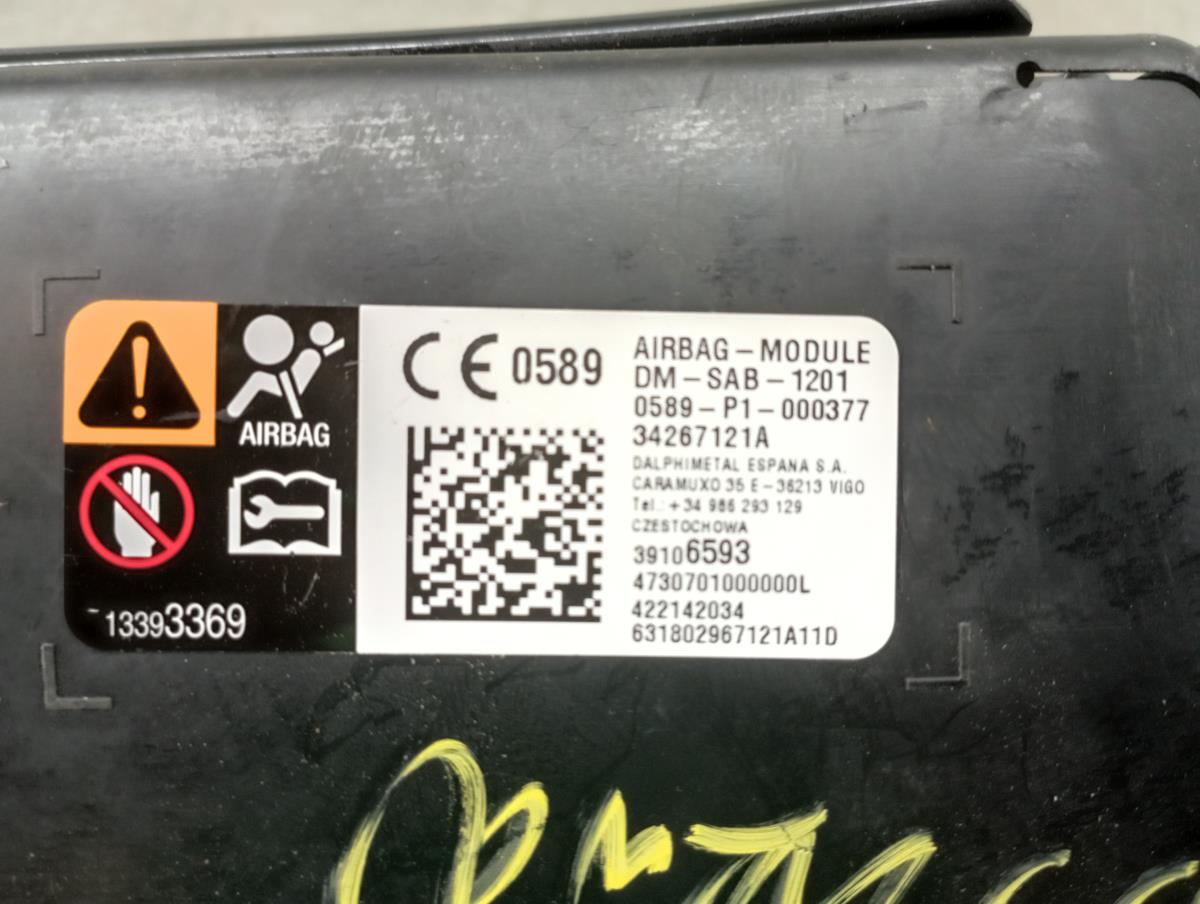 AIRBAG
13393369
CE 0589
AIRBAG-MODULE
DM-SAB-1201
0589-P1-000377
34267121A
DALPHIMETAL ESPANA S.A.
CARAMUXO 35 E-36213 VIGO
Tel.: +34 986 293 129
CZESTOCHOWA
39106593
4730701000000L
422142034
631802967121A11D